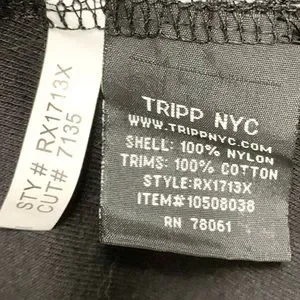 STY# RX1713X
CUT# 7135
TRIPP NYC
WWW.TRIPPNYC.COM
SHELL: 100% NYLON
TRIMS: 100% COTTON
STYLE:RX1713X
ITEM#10508038
RN 78061